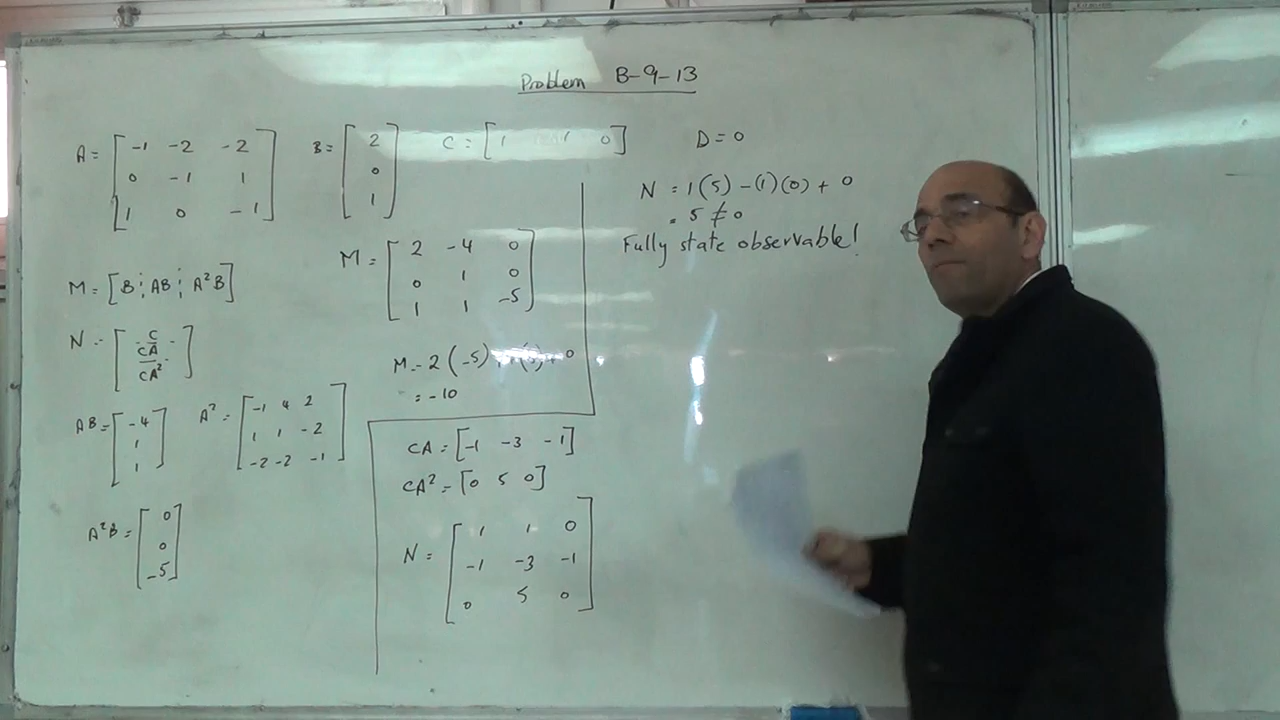 Problem B-9-13
A = [ -1 -2 -2
0 -1 1
1 0 -1 ]
B = [ 2
0
1 ]
C = [ 1 1 0 ]
D = 0
M = [ B ⋮ AB ⋮ A²B ]
N = [ C
CA
CA² ]
AB = [ -4
1
1 ]
A² = [ -1 4 2
1 1 -2
-2 -2 -1 ]
A²B = [ 0
0
-5 ]
M = [ 2 -4 0
0 1 0
1 1 -5 ]
M = 2 (-5) + 0
= -10
CA = [ -1 -3 -1 ]
CA² = [ 0 5 0 ]
N = [ 1 1 0
-1 -3 -1
0 5 0 ]
N = 1(5) - (1)(0) + 0
= 5 ≠ 0
Fully state observable!